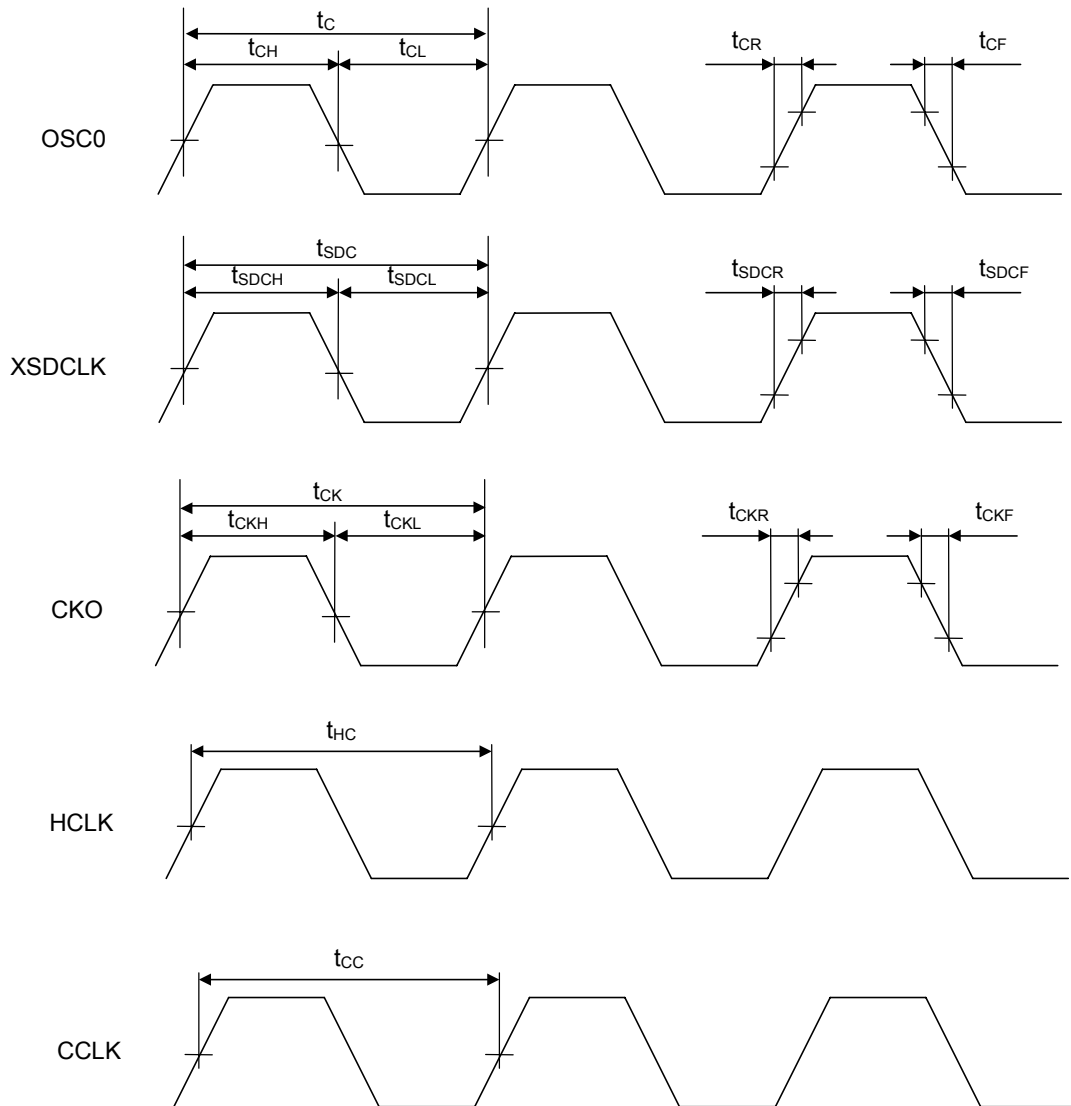 tC
tCH tCL tCR tCF
OSC0
tSDC
tSDCH tSDCL tSDCR tSDCF
XSDCLK
tCK
tCKH tCKL tCKR tCKF
CKO
tHC
HCLK
tCC
CCLK